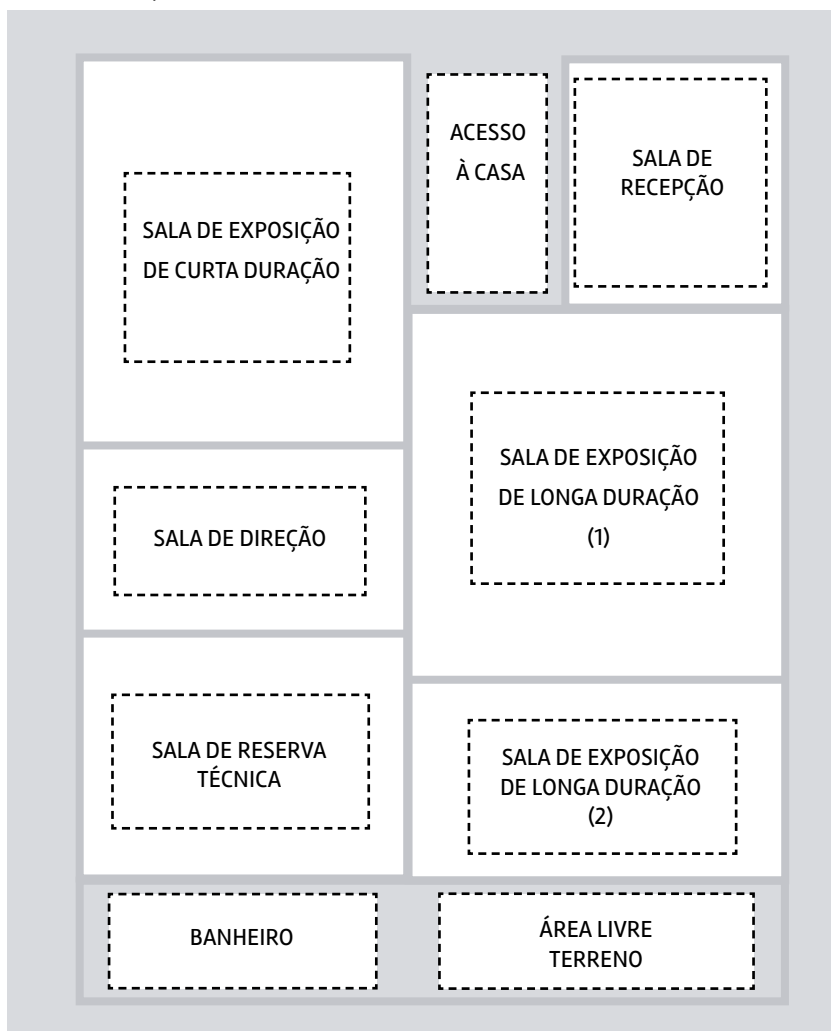 ACESSO
À CASA
SALA DE
RECEPÇÃO
SALA DE EXPOSIÇÃO
DE CURTA DURAÇÃO
SALA DE EXPOSIÇÃO
DE LONGA DURAÇÃO
(1)
SALA DE DIREÇÃO
SALA DE RESERVA
TÉCNICA
SALA DE EXPOSIÇÃO
DE LONGA DURAÇÃO
(2)
BANHEIRO
ÁREA LIVRE
TERRENO